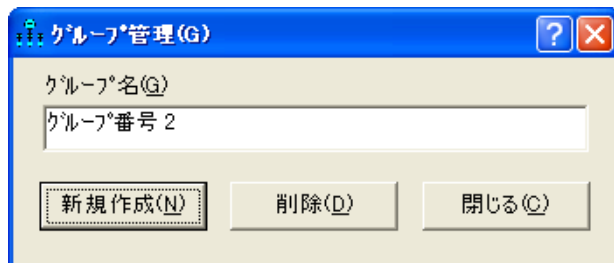 ｸﾞﾙｰﾌﾟ管理(G)
ｸﾞﾙｰﾌﾟ名(G)
ｸﾞﾙｰﾌﾟ番号 2
新規作成(N)
削除(D)
閉じる(C)